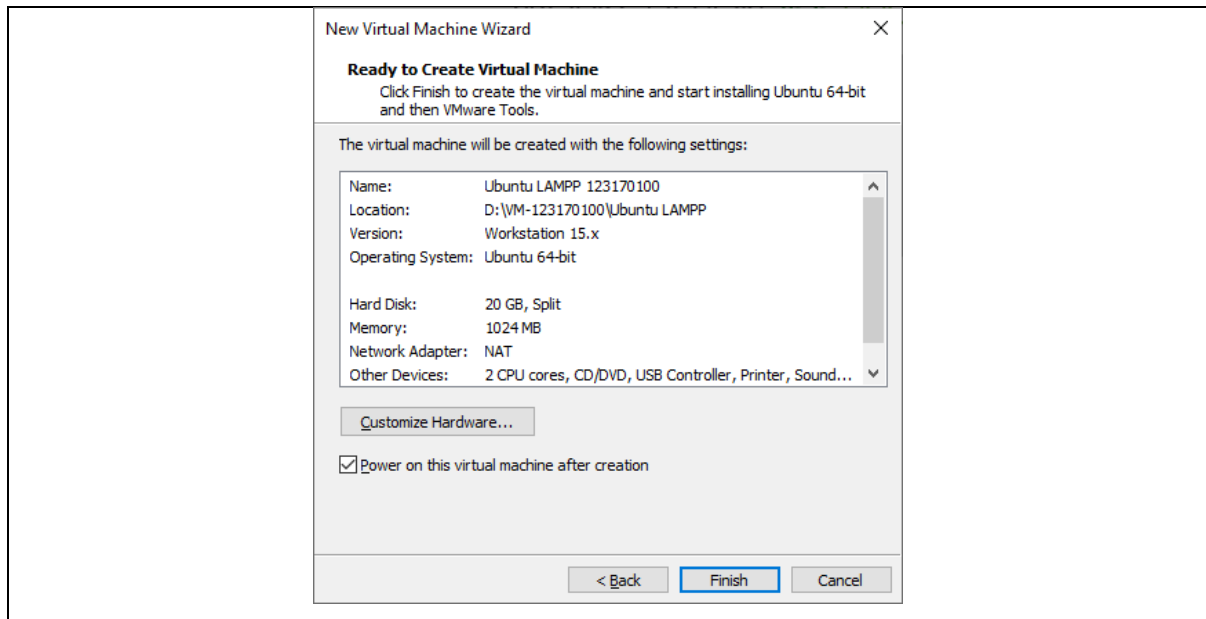 New Virtual Machine Wizard
Ready to Create Virtual Machine
Click Finish to create the virtual machine and start installing Ubuntu 64-bit
and then VMware Tools.
The virtual machine will be created with the following settings:
Name: Ubuntu LAMPP 123170100
Location: D:\VM-123170100\Ubuntu LAMPP
Version: Workstation 15.x
Operating System: Ubuntu 64-bit
Hard Disk: 20 GB, Split
Memory: 1024 MB
Network Adapter: NAT
Other Devices: 2 CPU cores, CD/DVD, USB Controller, Printer, Sound...
Customize Hardware...
Power on this virtual machine after creation
< Back Finish Cancel